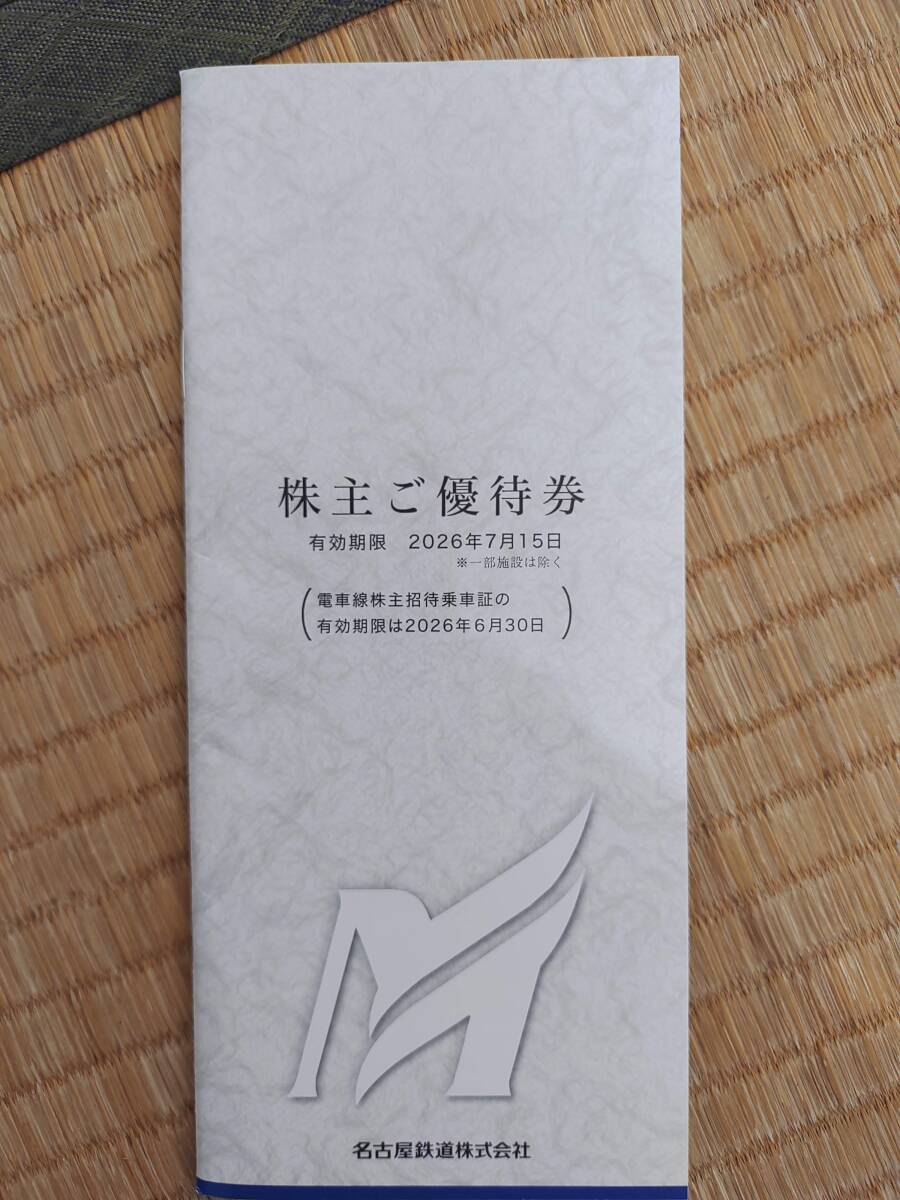 株主ご優待券
有効期限 2026年7月15日
※一部施設は除く
電車線株主招待乗車証の
有効期限は2026年6月30日
名古屋鉄道株式会社